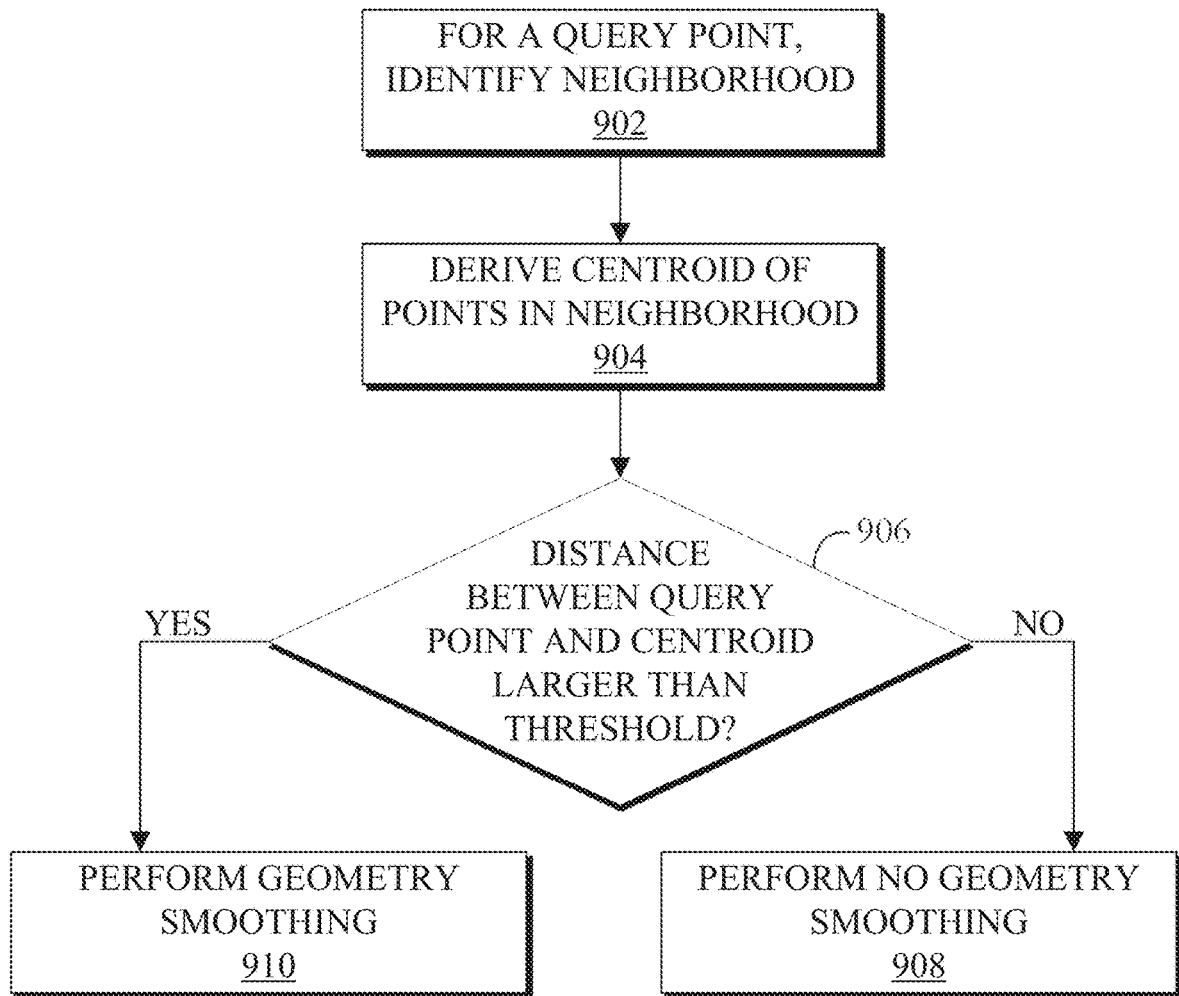 FOR A QUERY POINT,
IDENTIFY NEIGHBORHOOD
902
DERIVE CENTROID OF
POINTS IN NEIGHBORHOOD
904
906
DISTANCE
BETWEEN QUERY
POINT AND CENTROID
LARGER THAN
THRESHOLD?
YES
NO
PERFORM GEOMETRY
SMOOTHING
910
PERFORM NO GEOMETRY
SMOOTHING
908